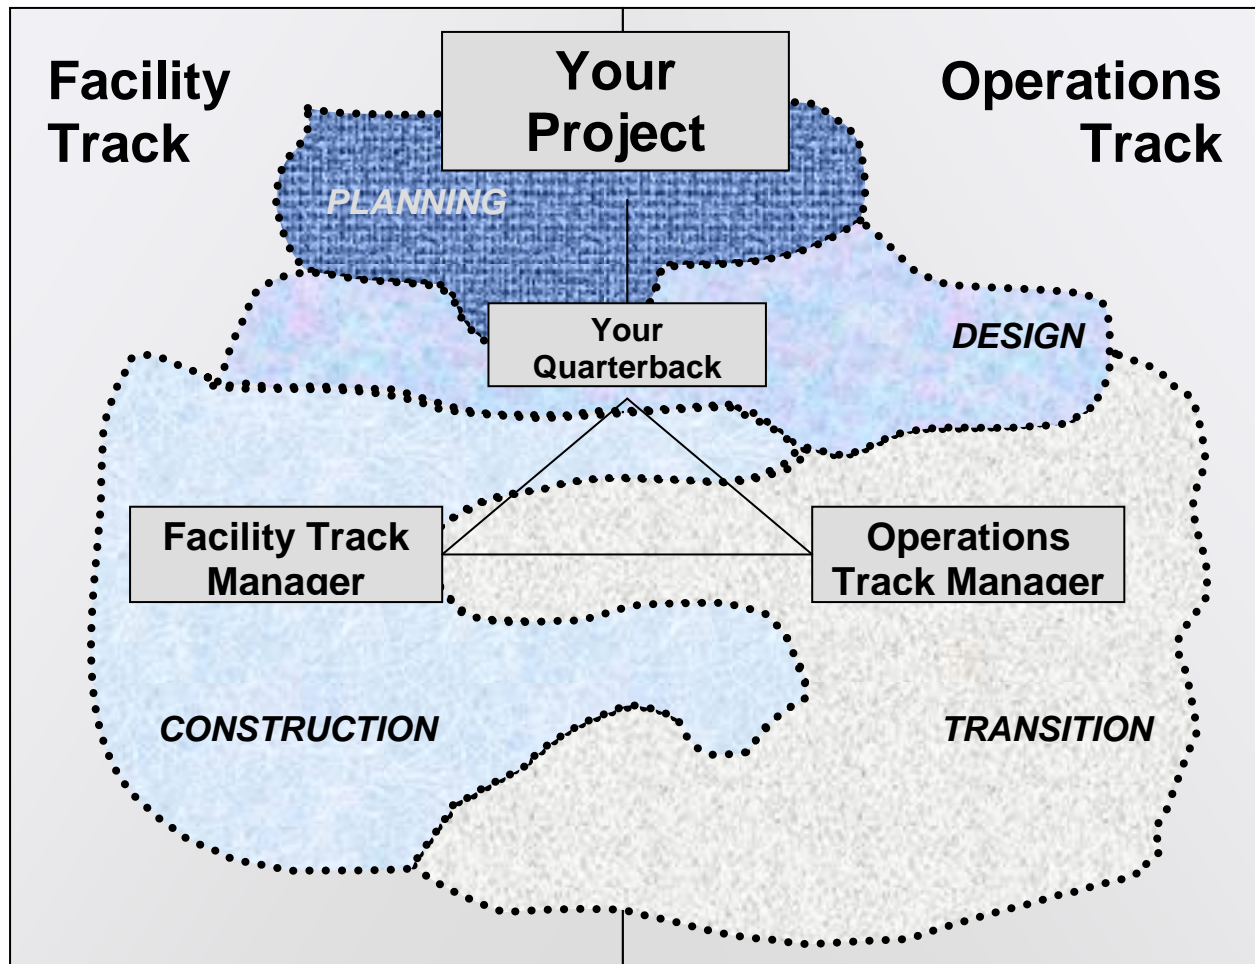 Facility
Track
Your
Project
Operations
Track
PLANNING
Your
Quarterback
DESIGN
Facility Track
Manager
Operations
Track Manager
CONSTRUCTION
TRANSITION